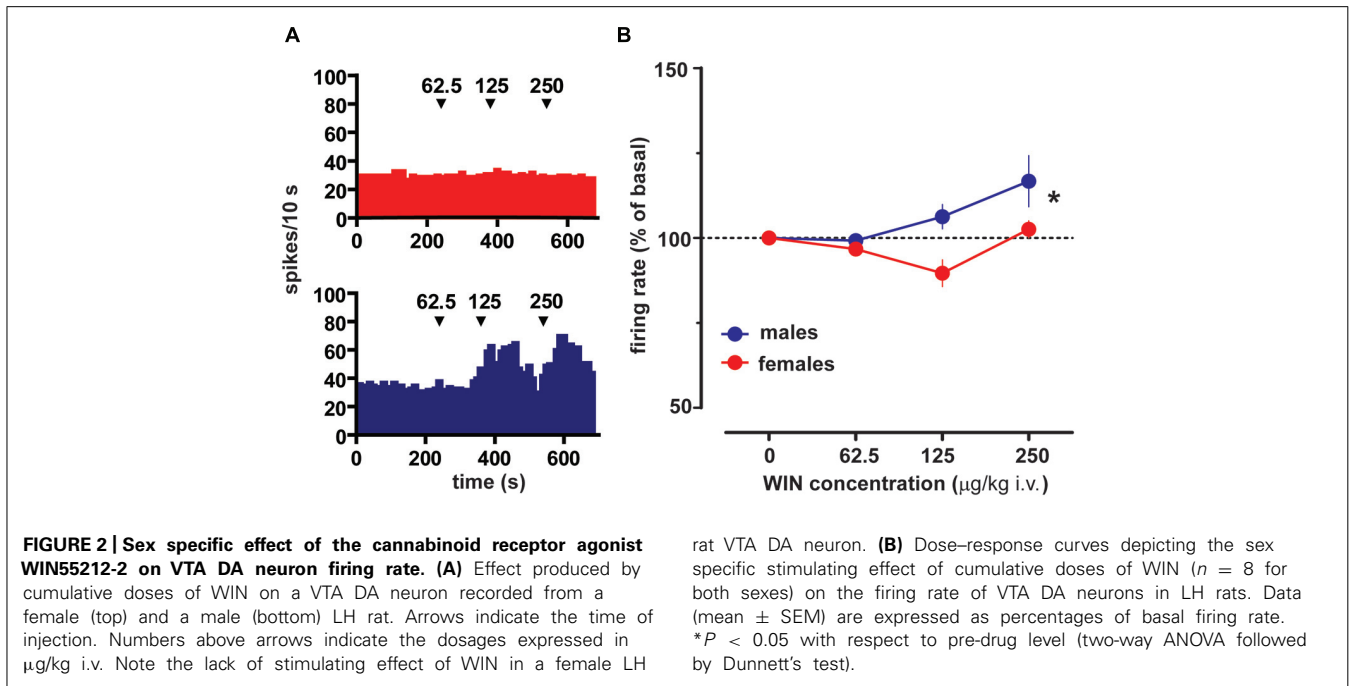 A
100
80
60
40
20
0
62.5 125 250
0 200 400 600
spikes/10 s
100
80
60
40
20
0
62.5 125 250
0 200 400 600
time (s)
B
150
100
50
firing rate (% of basal)
*
males
females
0 62.5 125 250
WIN concentration (μg/kg i.v.)
FIGURE 2 | Sex specific effect of the cannabinoid receptor agonist
WIN55212-2 on VTA DA neuron firing rate. (A) Effect produced by
cumulative doses of WIN on a VTA DA neuron recorded from a
female (top) and a male (bottom) LH rat. Arrows indicate the time of
injection. Numbers above arrows indicate the dosages expressed in
μg/kg i.v. Note the lack of stimulating effect of WIN in a female LH
rat VTA DA neuron. (B) Dose–response curves depicting the sex
specific stimulating effect of cumulative doses of WIN (n = 8 for
both sexes) on the firing rate of VTA DA neurons in LH rats. Data
(mean ± SEM) are expressed as percentages of basal firing rate.
*P < 0.05 with respect to pre-drug level (two-way ANOVA followed
by Dunnett's test).